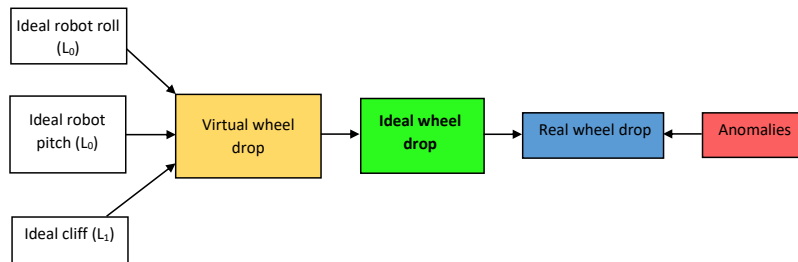 Ideal robot roll
(L₀)
Ideal robot
pitch (L₀)
Ideal cliff (L₁)
Virtual wheel
drop
Ideal wheel
drop
Real wheel drop
Anomalies